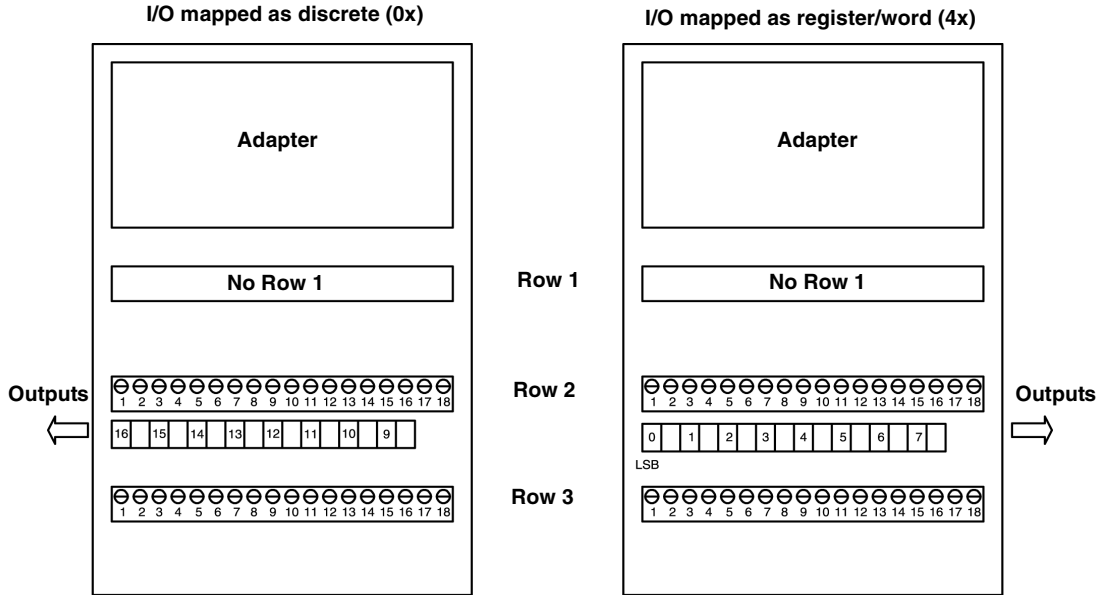 I/O mapped as discrete (0x)
I/O mapped as register/word (4x)
Adapter
Adapter
No Row 1
Row 1
No Row 1
Outputs
Row 2
Outputs
1 2 3 4 5 6 7 8 9 10 11 12 13 14 15 16 17 18
1 2 3 4 5 6 7 8 9 10 11 12 13 14 15 16 17 18
16 15 14 13 12 11 10 9
0 1 2 3 4 5 6 7
LSB
Row 3
1 2 3 4 5 6 7 8 9 10 11 12 13 14 15 16 17 18
1 2 3 4 5 6 7 8 9 10 11 12 13 14 15 16 17 18